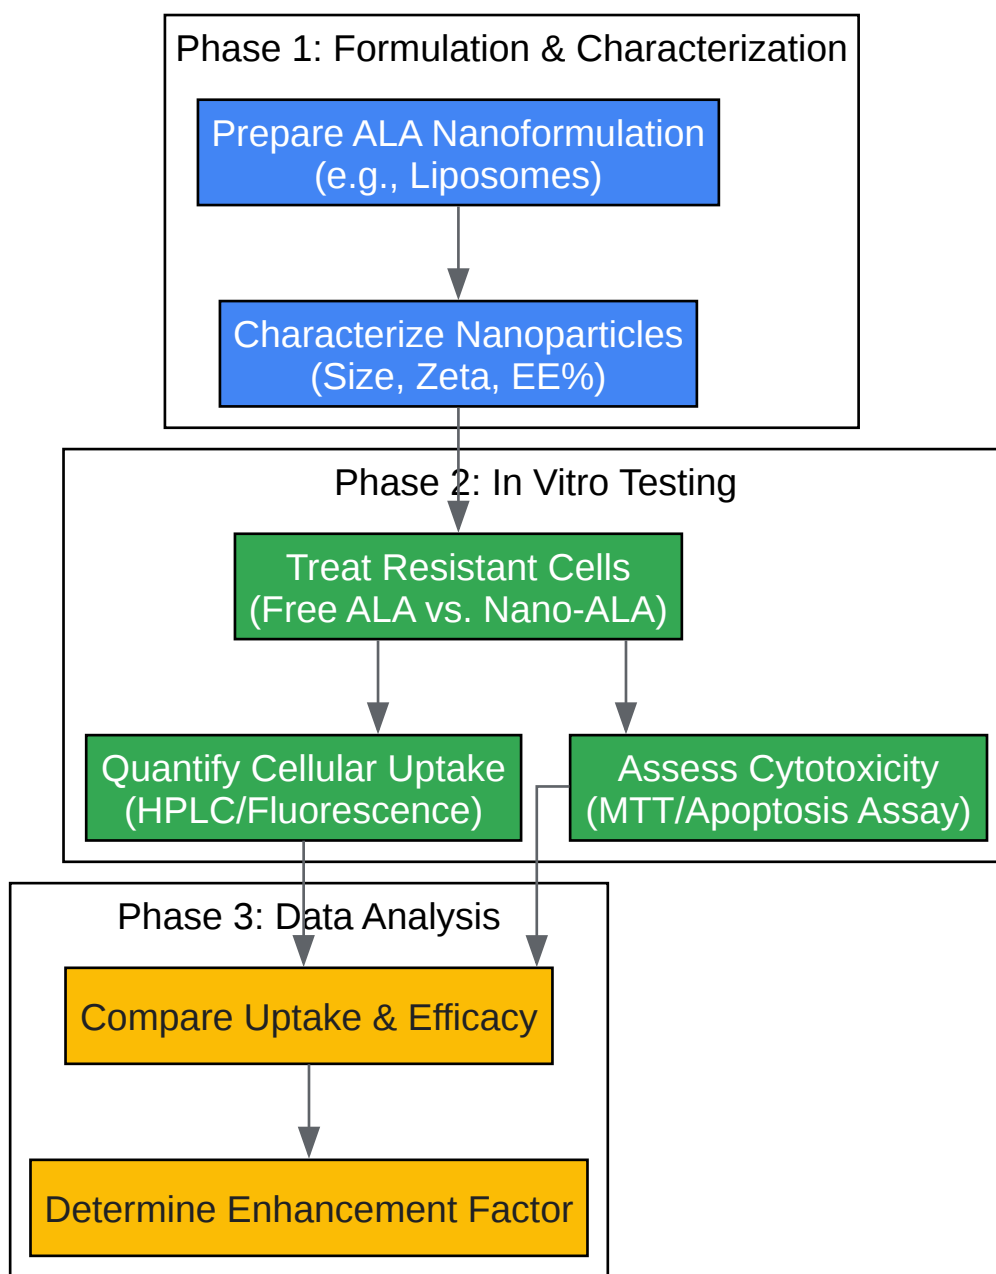 Phase 1: Formulation & Characterization
Prepare ALA Nanoformulation
(e.g., Liposomes)
Characterize Nanoparticles
(Size, Zeta, EE%)
Phase 2: In Vitro Testing
Treat Resistant Cells
(Free ALA vs. Nano-ALA)
Quantify Cellular Uptake
(HPLC/Fluorescence)
Assess Cytotoxicity
(MTT/Apoptosis Assay)
Phase 3: Data Analysis
Compare Uptake & Efficacy
Determine Enhancement Factor